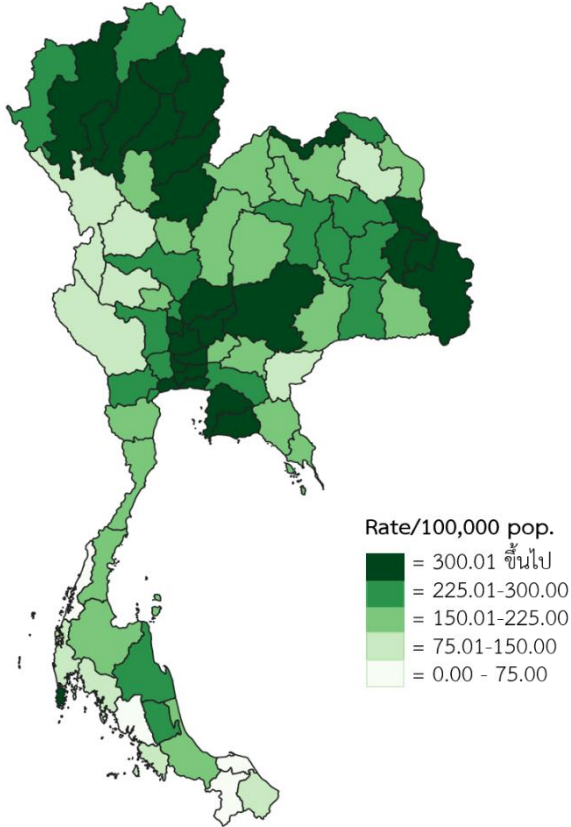 Rate/100,000 pop.
= 300.01 ขึ้นไป
= 225.01-300.00
= 150.01-225.00
= 75.01-150.00
= 0.00 - 75.00